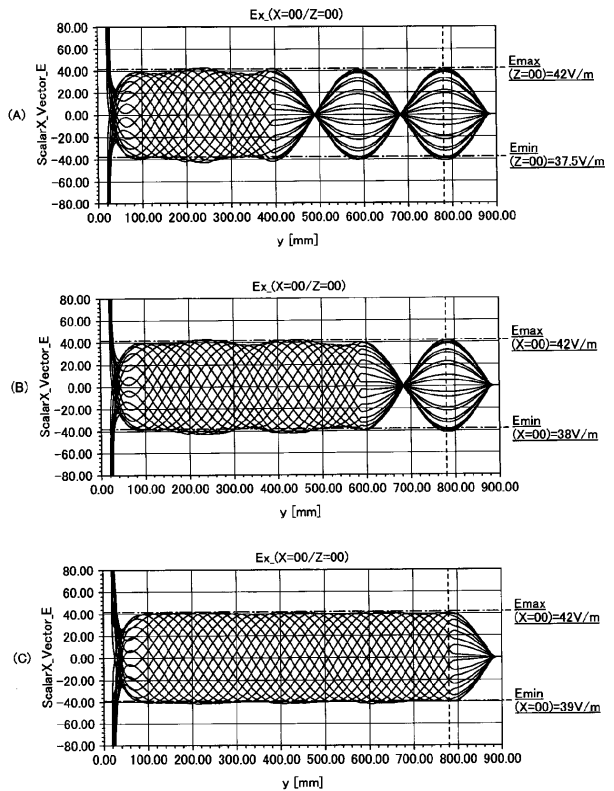 Ex_(X=00/Z=00)
(A)
ScalarX_Vector_E
80.00
60.00
40.00
20.00
0.00
-20.00
-40.00
-60.00
-80.00
Emax
(Z=00)=42V/m
Emin
(Z=00)=37.5V/m
0.00 100.00 200.00 300.00 400.00 500.00 600.00 700.00 800.00 900.00
y [mm]
Ex_(X=00/Z=00)
(B)
ScalarX_Vector_E
80.00
60.00
40.00
20.00
0.00
-20.00
-40.00
-60.00
-80.00
Emax
(X=00)=42V/m
Emin
(X=00)=38V/m
0.00 100.00 200.00 300.00 400.00 500.00 600.00 700.00 800.00 900.00
y [mm]
Ex_(X=00/Z=00)
(C)
ScalarX_Vector_E
80.00
60.00
40.00
20.00
0.00
-20.00
-40.00
-60.00
-80.00
Emax
(X=00)=42V/m
Emin
(X=00)=39V/m
0.00 100.00 200.00 300.00 400.00 500.00 600.00 700.00 800.00 900.00
y [mm]